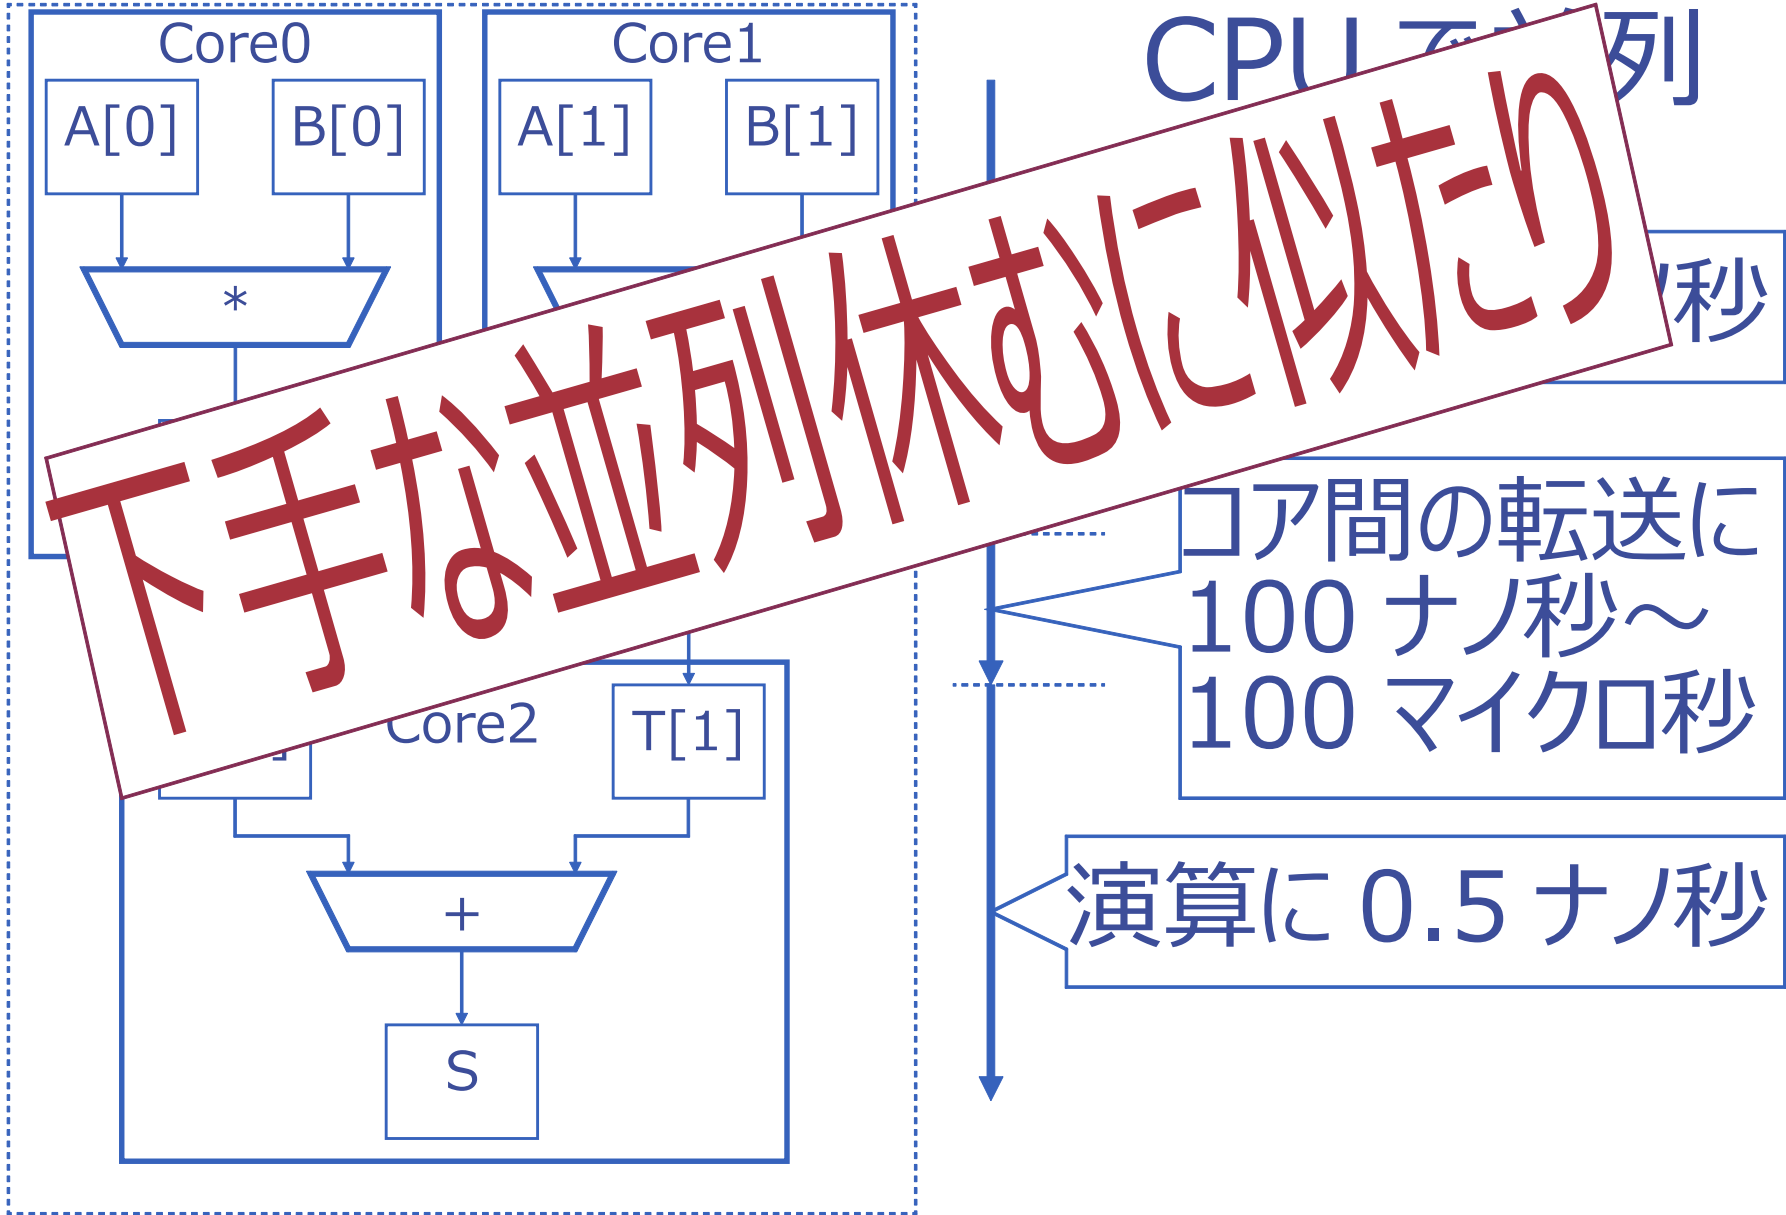 Core0
Core1
CPU で並列
A[0]
B[0]
A[1]
B[1]
*
秒
下手な並列休むに似たり
コア間の転送に
100 ナノ秒～
100 マイクロ秒
Core2
T[1]
演算に 0.5 ナノ秒
+
S